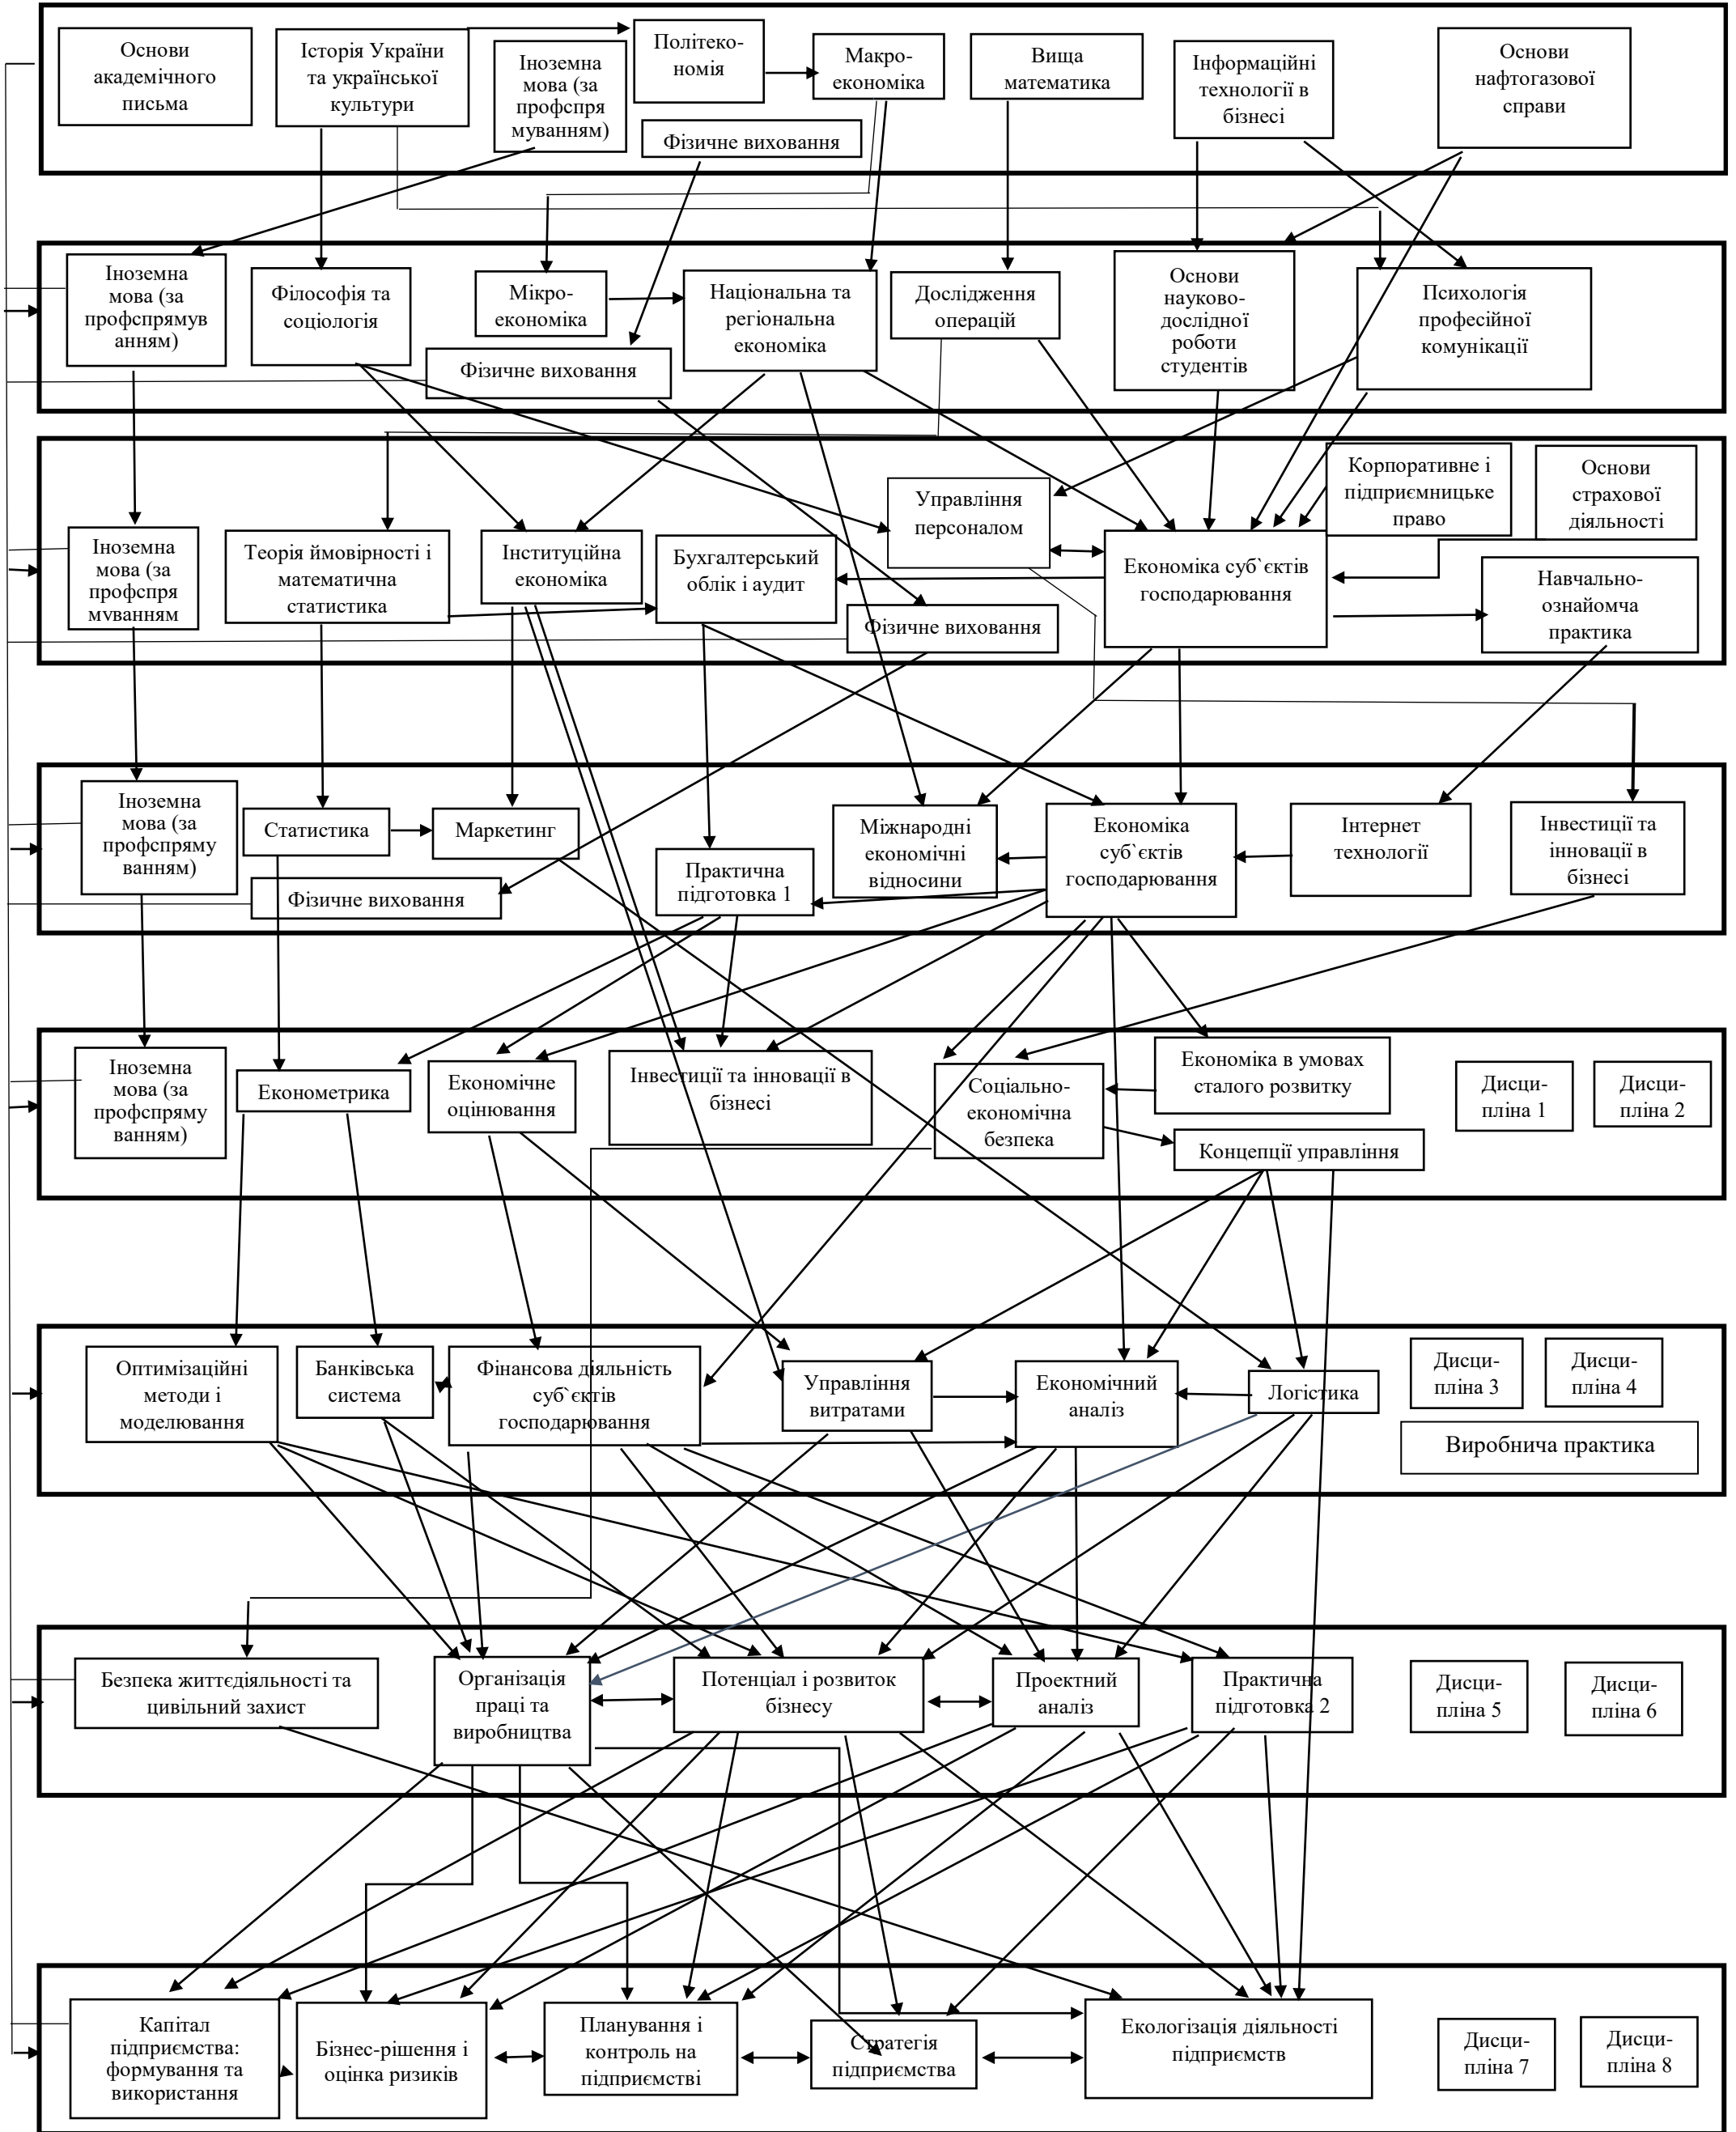 Основи
академічного
письма
Історія України
та української
культури
Іноземна
мова (за
профспря
муванням)
Політеко-
номія
Фізичне виховання
Макро-
економіка
Вища
математика
Інформаційні
технології в
бізнесі
Основи
нафтогазової
справи
Іноземна
мова (за
профспрямув
анням)
Філософія та
соціологія
Мікро-
економіка
Фізичне виховання
Національна та
регіональна
економіка
Дослідження
операцій
Основи
науково-
дослідної
роботи
студентів
Психологія
професійної
комунікації
Іноземна
мова (за
профспря
муванням
Теорія ймовірності і
математична
статистика
Інституційна
економіка
Бухгалтерський
облік і аудит
Управління
персоналом
Фізичне виховання
Економіка суб`єктів
господарювання
Корпоративне і
підприємницьке
право
Основи
страхової
діяльності
Навчально-
ознайомча
практика
Іноземна
мова (за
профспряму
ванням)
Статистика
Маркетинг
Фізичне виховання
Практична
підготовка 1
Міжнародні
економічні
відносини
Економіка
суб`єктів
господарювання
Інтернет
технології
Інвестиції та
інновації в
бізнесі
Іноземна
мова (за
профспряму
ванням)
Економетрика
Економічне
оцінювання
Інвестиції та інновації в
бізнесі
Соціально-
економічна
безпека
Економіка в умовах
сталого розвитку
Концепції управління
Дисци-
пліна 1
Дисци-
пліна 2
Оптимізаційні
методи і
моделювання
Банківська
система
Фінансова діяльність
суб`єктів
господарювання
Управління
витратами
Економічний
аналіз
Логістика
Дисци-
пліна 3
Дисци-
пліна 4
Виробнича практика
Безпека життєдіяльності та
цивільний захист
Організація
праці та
виробництва
Потенціал і розвиток
бізнесу
Проектний
аналіз
Практична
підготовка 2
Дисци-
пліна 5
Дисци-
пліна 6
Капітал
підприємства:
формування та
використання
Бізнес-рішення і
оцінка ризиків
Планування і
контроль на
підприємстві
Стратегія
підприємства
Екологізація діяльності
підприємств
Дисци-
пліна 7
Дисци-
пліна 8